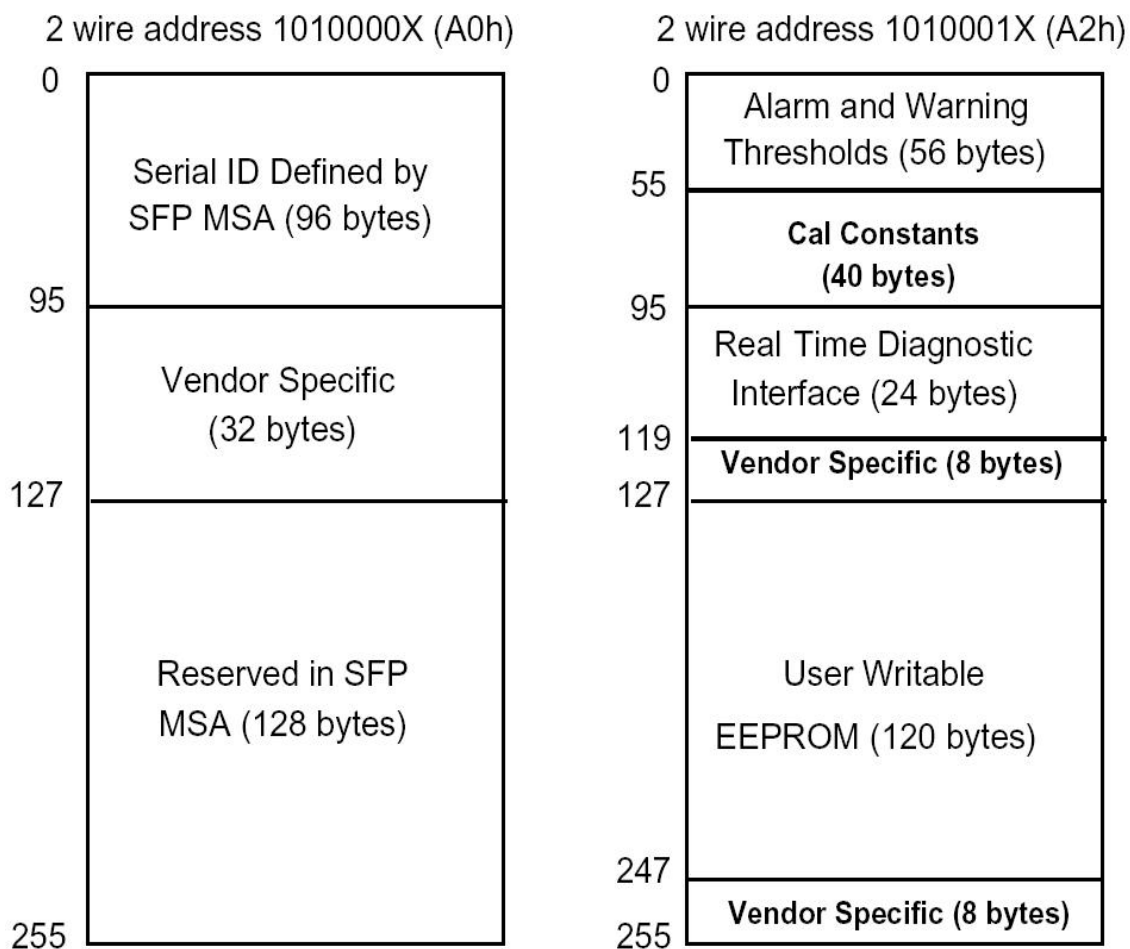 2 wire address 1010000X (A0h)
0
Serial ID Defined by
SFP MSA (96 bytes)
95
Vendor Specific
(32 bytes)
127
Reserved in SFP
MSA (128 bytes)
255
2 wire address 1010001X (A2h)
0
Alarm and Warning
Thresholds (56 bytes)
55
Cal Constants
(40 bytes)
95
Real Time Diagnostic
Interface (24 bytes)
119
Vendor Specific (8 bytes)
127
User Writable
EEPROM (120 bytes)
247
Vendor Specific (8 bytes)
255